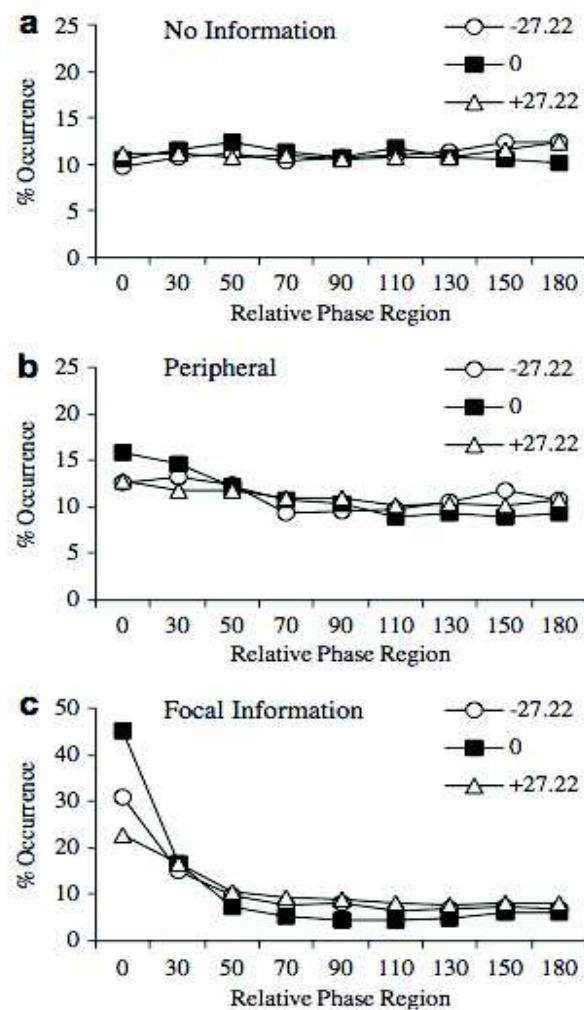 a
No Information
-27.22
0
+27.22
% Occurrence
25
20
15
10
5
0
0 30 50 70 90 110 130 150 180
Relative Phase Region
b
Peripheral
-27.22
0
+27.22
% Occurrence
25
20
15
10
5
0
0 30 50 70 90 110 130 150 180
Relative Phase Region
c
Focal Information
-27.22
0
+27.22
% Occurrence
50
40
30
20
10
0
0 30 50 70 90 110 130 150 180
Relative Phase Region